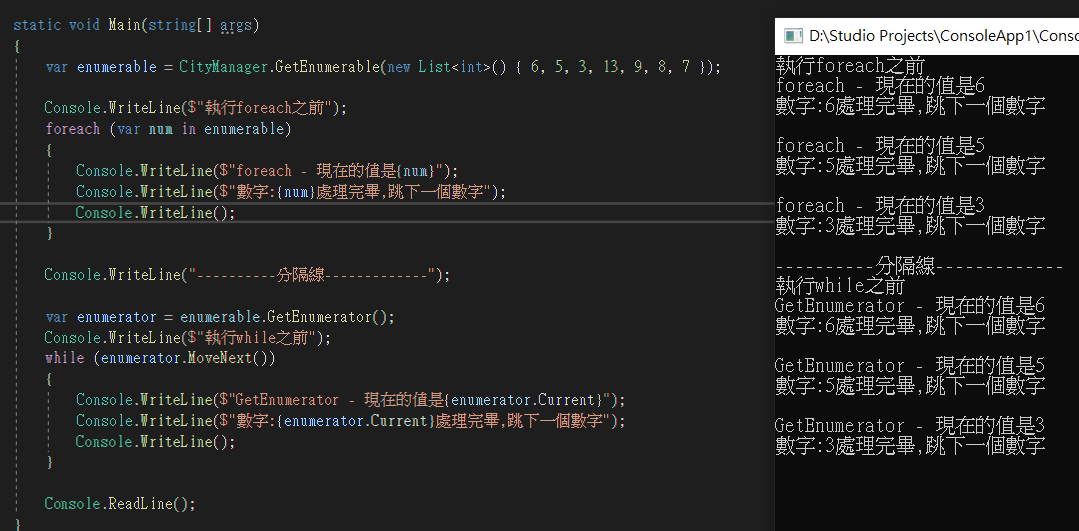 static void Main(string[] args)
{
var enumerable = CityManager.GetEnumerable(new List<int>() { 6, 5, 3, 13, 9, 8, 7 });
Console.WriteLine($"執行foreach之前");
foreach (var num in enumerable)
{
Console.WriteLine($"foreach - 現在的值是{num}");
Console.WriteLine($"數字:{num}處理完畢,跳下一個數字");
Console.WriteLine();
}
Console.WriteLine("----------分隔線-------------");
var enumerator = enumerable.GetEnumerator();
Console.WriteLine($"執行while之前");
while (enumerator.MoveNext())
{
Console.WriteLine($"GetEnumerator - 現在的值是{enumerator.Current}");
Console.WriteLine($"數字:{enumerator.Current}處理完畢,跳下一個數字");
Console.WriteLine();
}
Console.ReadLine();
}
D:\Studio Projects\ConsoleApp1\Conso
執行foreach之前
foreach - 現在的值是6
數字:6處理完畢,跳下一個數字
foreach - 現在的值是5
數字:5處理完畢,跳下一個數字
foreach - 現在的值是3
數字:3處理完畢,跳下一個數字
----------分隔線-------------
執行while之前
GetEnumerator - 現在的值是6
數字:6處理完畢,跳下一個數字
GetEnumerator - 現在的值是5
數字:5處理完畢,跳下一個數字
GetEnumerator - 現在的值是3
數字:3處理完畢,跳下一個數字